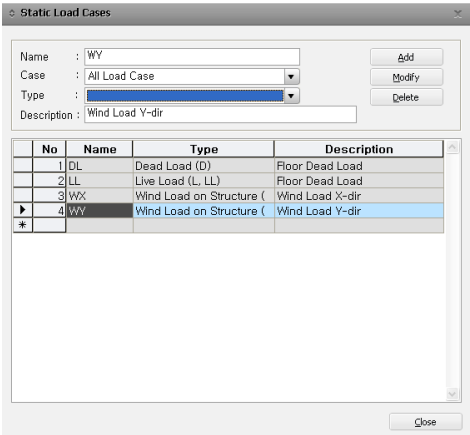 Static Load Cases
Name : WY Add
Case : All Load Case Modify
Type : Delete
Description : Wind Load Y-dir
No Name Type Description
1 DL Dead Load (D) Floor Dead Load
2 LL Live Load (L, LL) Floor Dead Load
3 WX Wind Load on Structure ( Wind Load X-dir
4 WY Wind Load on Structure ( Wind Load Y-dir
Close